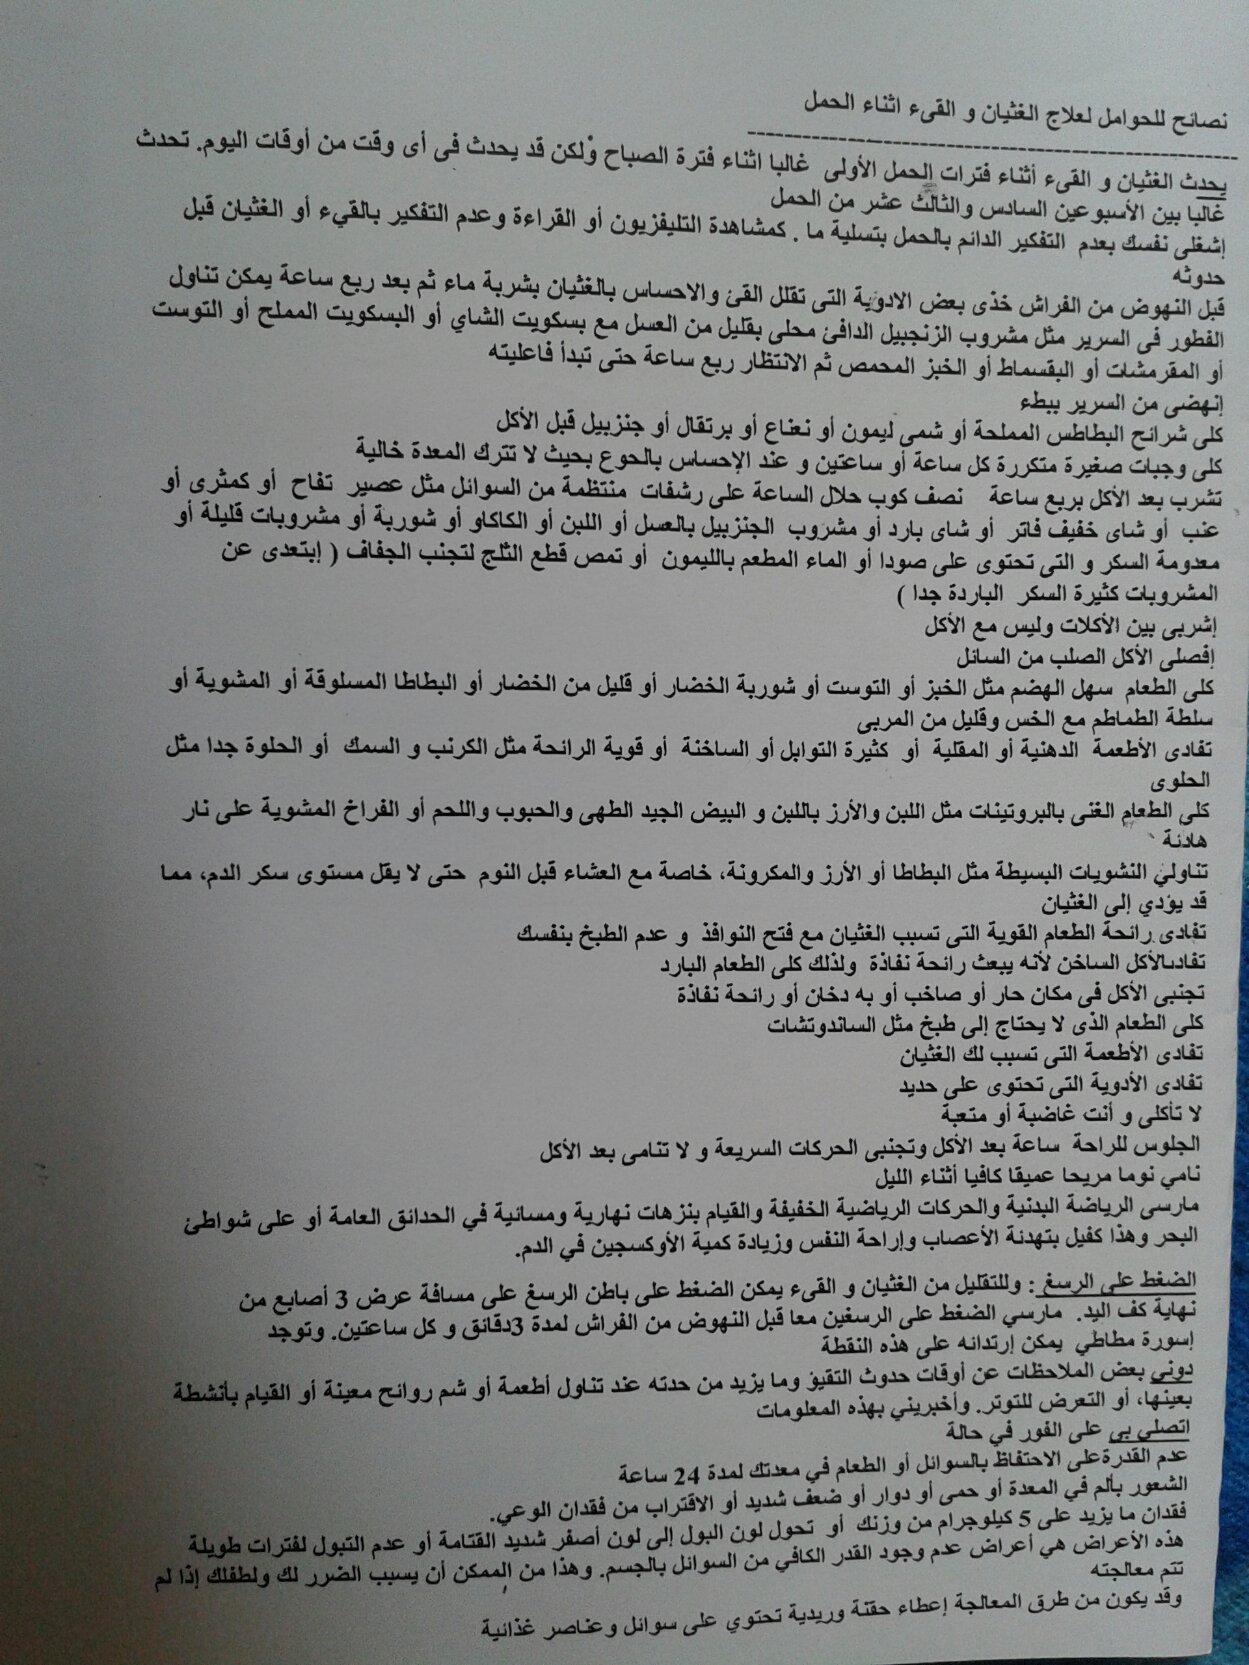 نصائح للحوامل لعلاج الغثيان و القىء اثناء الحمل
يحدث الغثيان و القىء أثناء فترات الحمل الأولى غالبا اثناء فترة الصباح ولكن قد يحدث فى أى وقت من أوقات اليوم. تحدث
غالبا بين الأسبوعين السادس والثالث عشر من الحمل
إشغلى نفسك بعدم التفكير الدائم بالحمل بتسلية ما . كمشاهدة التليفزيون أو القراءة وعدم التفكير بالقيء أو الغثيان قبل
حدوثه
قبل النهوض من الفراش خذى بعض الادوية التى تقلل القئ والاحساس بالغثيان بشربة ماء ثم بعد ربع ساعة يمكن تناول
الفطور فى السرير مثل مشروب الزنجبيل الدافئ محلى بقليل من العسل مع بسكويت الشاي أو البسكويت المملح أو التوست
أو المقرمشات أو البقسماط أو الخبز المحمص ثم الانتظار ربع ساعة حتى تبدأ فاعليته
إنهضى من السرير ببطء
كلى شرائح البطاطس المملحة أو شمى ليمون أو نعناع أو برتقال أو جنزبيل قبل الأكل
كلى وجبات صغيرة متكررة كل ساعة أو ساعتين و عند الإحساس بالحوع بحيث لا تترك المعدة خالية
تشرب بعد الأكل بربع ساعة نصف كوب حلال الساعة على رشفات منتظمة من السوائل مثل عصير تفاح أو كمثرى أو
عنب أو شاى خفيف فاتر أو شاى بارد أو مشروب الجنزبيل بالعسل أو اللبن أو الكاكاو أو شوربة أو مشروبات قليلة أو
معدومة السكر و التى تحتوى على صودا أو الماء المطعم بالليمون أو تمص قطع الثلج لتجنب الجفاف ( إبتعدى عن
المشروبات كثيرة السكر الباردة جدا )
إشربى بين الأكلات وليس مع الأكل
إفصلى الأكل الصلب من السائل
كلى الطعام سهل الهضم مثل الخبز أو التوست أو شوربة الخضار أو قليل من الخضار أو البطاطا المسلوقة أو المشوية أو
سلطة الطماطم مع الخس وقليل من المربى
تفادى الأطعمة الدهنية أو المقلية أو كثيرة التوابل أو الساخنة أو قوية الرائحة مثل الكرنب و السمك أو الحلوة جدا مثل
الحلوى
كلى الطعام الغنى بالبروتينات مثل اللبن والأرز باللبن و البيض الجيد الطهى والحبوب واللحم أو الفراخ المشوية على نار
هادئة
تناولي النشويات البسيطة مثل البطاطا أو الأرز والمكرونة، خاصة مع العشاء قبل النوم حتى لا يقل مستوى سكر الدم، مما
قد يؤدي إلى الغثيان
تفادى رائحة الطعام القوية التى تسبب الغثيان مع فتح النوافذ و عدم الطبخ بنفسك
تفادىالأكل الساخن لأنه يبعث رائحة نفاذة ولذلك كلى الطعام البارد
تجنبى الأكل فى مكان حار أو صاخب أو به دخان أو رائحة نفاذة
كلى الطعام الذى لا يحتاج إلى طبخ مثل الساندوتشات
تفادى الأطعمة التى تسبب لك الغثيان
تفادى الأدوية التى تحتوى على حديد
لا تأكلى و أنت غاضبة أو متعبة
الجلوس للراحة ساعة بعد الأكل وتجنبى الحركات السريعة و لا تنامى بعد الأكل
نامي نوما مريحا عميقا كافيا أثناء الليل
مارسى الرياضة البدنية والحركات الرياضية الخفيفة والقيام بنزهات نهارية ومسائية في الحدائق العامة أو على شواطئ
البحر وهذا كفيل بتهدئة الأعصاب وإراحة النفس وزيادة كمية الأوكسجين في الدم.
الضغط على الرسغ : وللتقليل من الغثيان و القىء يمكن الضغط على باطن الرسغ على مسافة عرض 3 أصابع من
نهاية كف اليد. مارسي الضغط على الرسغين معا قبل النهوض من الفراش لمدة 3دقائق و كل ساعتين. وتوجد
إسورة مطاطي يمكن إرتدائه على هذه النقطة
دوني بعض الملاحظات عن أوقات حدوث التقيؤ وما يزيد من حدته عند تناول أطعمة أو شم روائح معينة أو القيام بأنشطة
بعينها، أو التعرض للتوتر. وأخبريني بهذه المعلومات
اتصلي بى على الفور في حالة
عدم القدرةعلى الاحتفاظ بالسوائل أو الطعام في معدتك لمدة 24 ساعة
الشعور بألم في المعدة أو حمى أو دوار أو ضعف شديد أو الاقتراب من فقدان الوعي.
فقدان ما يزيد على 5 كيلوجرام من وزنك أو تحول لون البول إلى لون أصفر شديد القتامة أو عدم التبول لفترات طويلة
هذه الأعراض هي أعراض عدم وجود القدر الكافي من السوائل بالجسم. وهذا من الممكن أن يسبب الضرر لك ولطفلك إذا لم
تتم معالجته
وقد يكون من طرق المعالجة إعطاء حقنة وريدية تحتوي على سوائل وعناصر غذائية